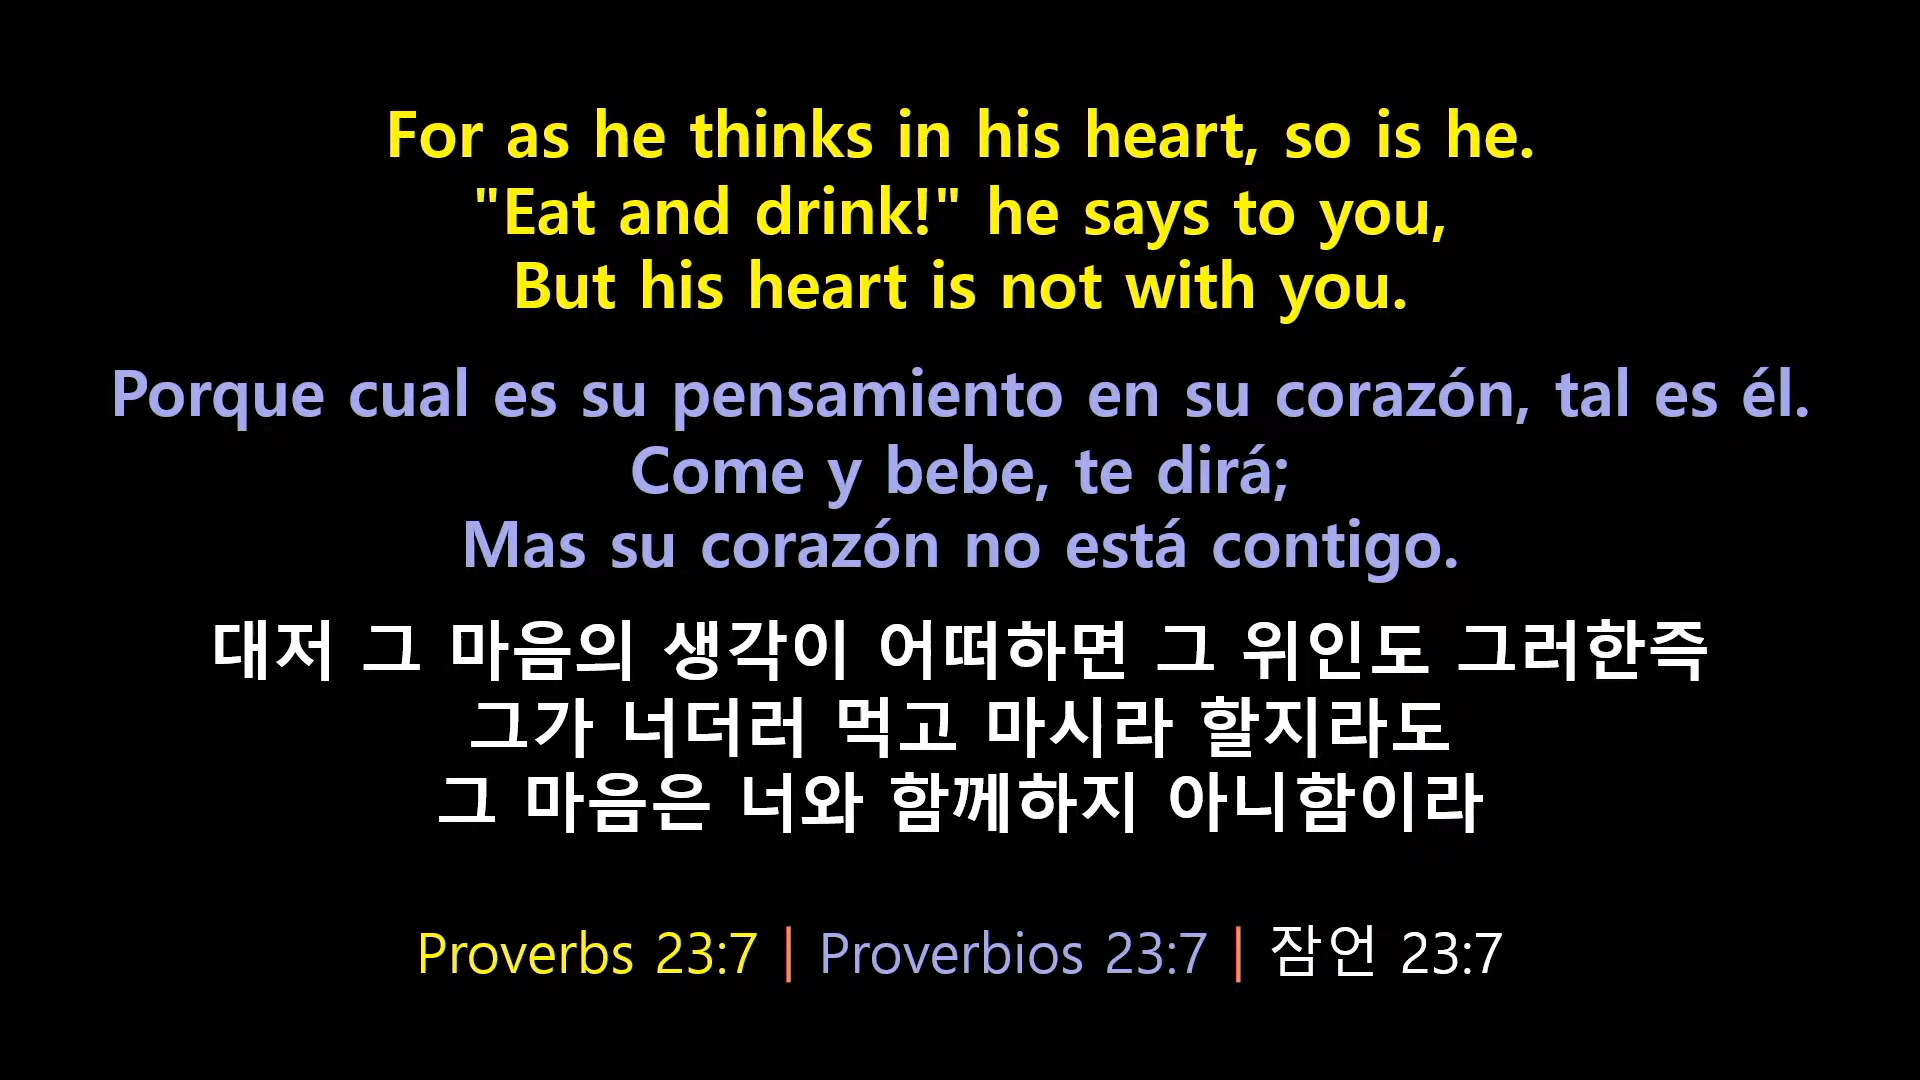 For as he thinks in his heart, so is he.
"Eat and drink!" he says to you,
But his heart is not with you.
Porque cual es su pensamiento en su corazón, tal es él.
Come y bebe, te dirá;
Mas su corazón no está contigo.
대저 그 마음의 생각이 어떠하면 그 위인도 그러한즉
그가 너더러 먹고 마시라 할지라도
그 마음은 너와 함께하지 아니함이라
Proverbs 23:7 | Proverbios 23:7 | 잠언 23:7